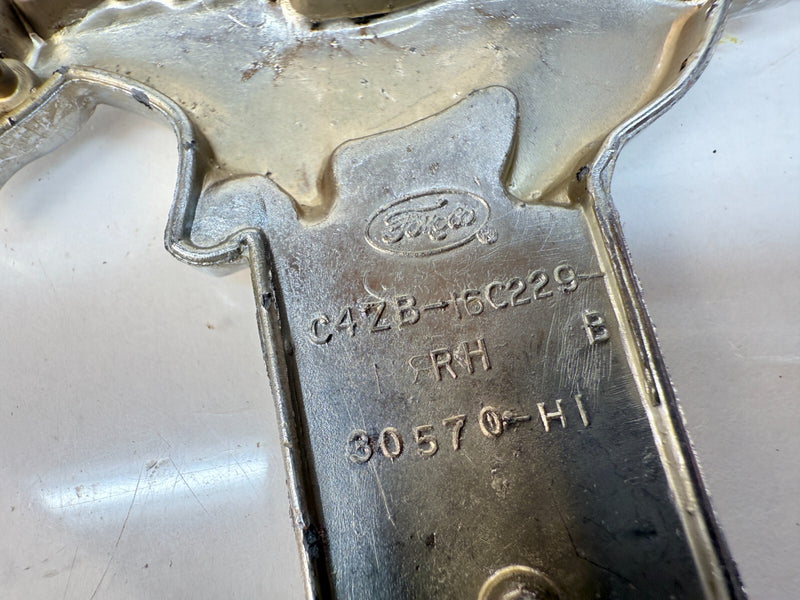 Ford
®
C4ZB-16C229-
B
RH
30570-H1